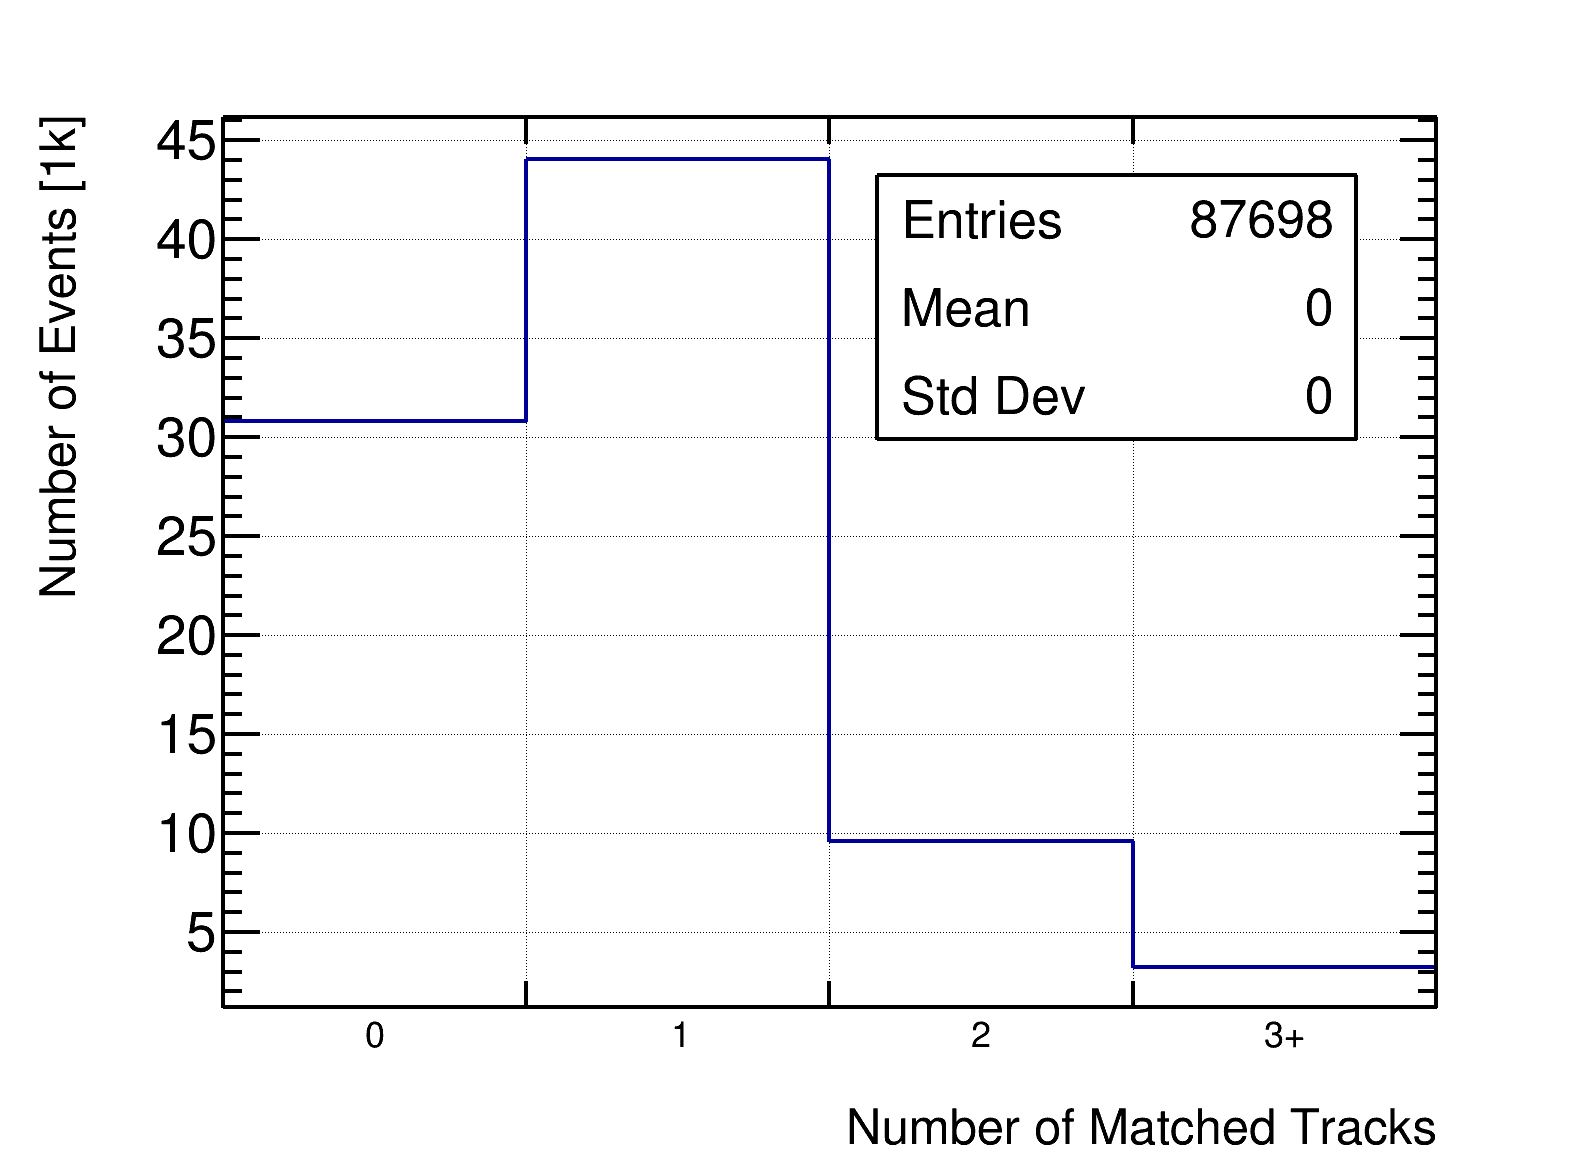 Number of Events [1k]
45
40
35
30
25
20
15
10
5
Entries 87698
Mean 0
Std Dev 0
0 1 2 3+
Number of Matched Tracks